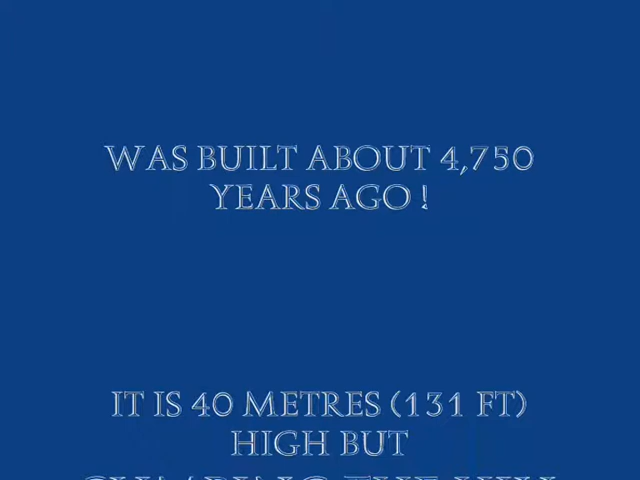 WAS BUILT ABOUT 4,750
YEARS AGO !
IT IS 40 METRES (131 FT)
HIGH BUT